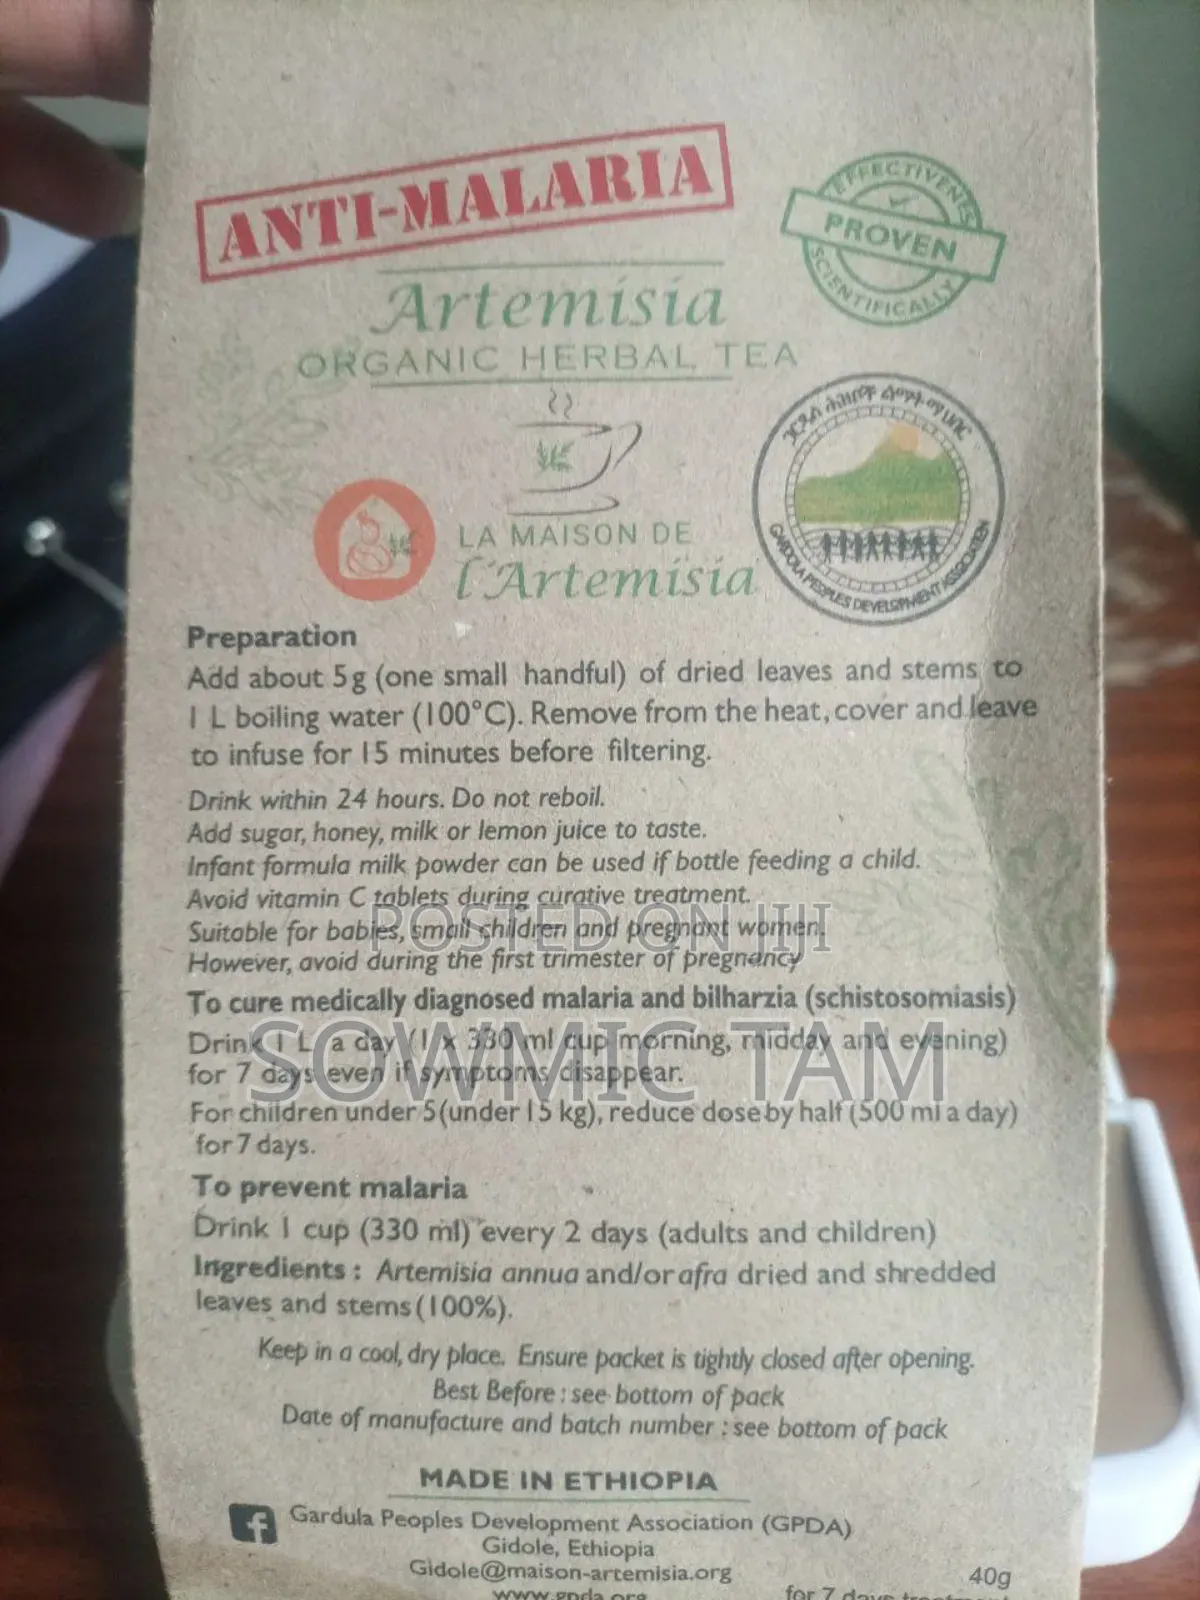 ANTI-MALARIA
EFFECTIVENESS
PROVEN
SCIENTIFICALLY
Artemisia
ORGANIC HERBAL TEA
ጋርዱላ ሕዝቦች ልማት ማህበር
GARDULA PEOPLES DEVELOPMENT ASSOCIATION
LA MAISON DE
l'Artemisia
Preparation
Add about 5g (one small handful) of dried leaves and stems to
1 L boiling water (100°C). Remove from the heat, cover and leave
to infuse for 15 minutes before filtering.
Drink within 24 hours. Do not reboil.
Add sugar, honey, milk or lemon juice to taste.
Infant formula milk powder can be used if bottle feeding a child.
Avoid vitamin C tablets during curative treatment.
Suitable for babies, small children and pregnant women.
However, avoid during the first trimester of pregnancy
POSTED ON JIJI
To cure medically diagnosed malaria and bilharzia (schistosomiasis)
Drink 1 L a day (1 x 330 ml cup morning, midday and evening)
for 7 days even if symptoms disappear.
SOWMIC TAM
For children under 5 (under 15 kg), reduce dose by half (500 ml a day)
for 7 days.
To prevent malaria
Drink 1 cup (330 ml) every 2 days (adults and children)
Ingredients : Artemisia annua and/or afra dried and shredded
leaves and stems (100%).
Keep in a cool, dry place. Ensure packet is tightly closed after opening.
Best Before : see bottom of pack
Date of manufacture and batch number : see bottom of pack
MADE IN ETHIOPIA
f Gardula Peoples Development Association (GPDA)
Gidole, Ethiopia
Gidole@maison-artemisia.org
40g
www.gpda.org
for 7 days treatment